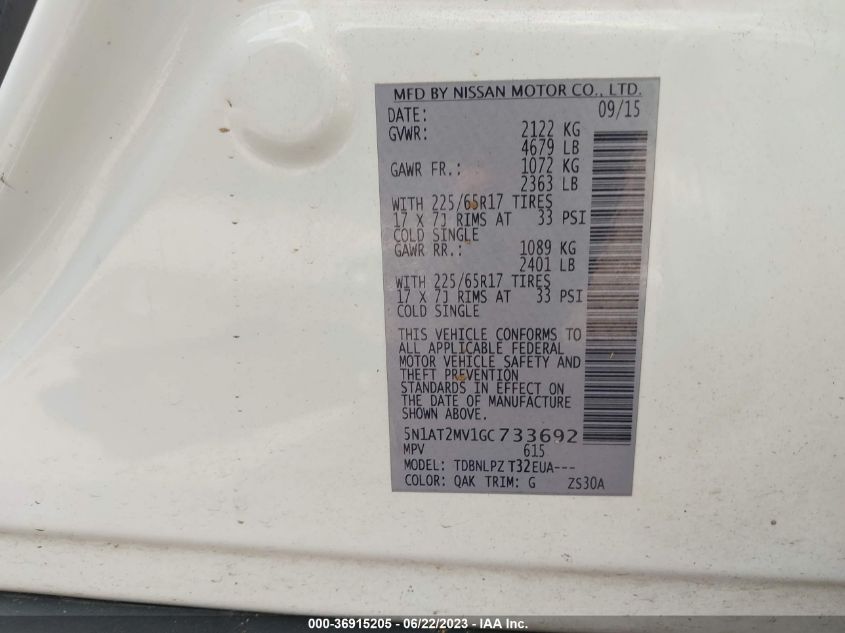 MFD BY NISSAN MOTOR CO., LTD.
DATE: 09/15
GVWR: 2122 KG
4679 LB
GAWR FR.: 1072 KG
2363 LB
WITH 225/65R17 TIRES
17 X 7J RIMS AT 33 PSI
COLD SINGLE
GAWR RR.: 1089 KG
2401 LB
WITH 225/65R17 TIRES
17 X 7J RIMS AT 33 PSI
COLD SINGLE
THIS VEHICLE CONFORMS TO
ALL APPLICABLE FEDERAL
MOTOR VEHICLE SAFETY AND
THEFT PREVENTION
STANDARDS IN EFFECT ON
THE DATE OF MANUFACTURE
SHOWN ABOVE.
5N1AT2MV1GC733692
MPV 615
MODEL: TDBNLPZ T32EUA---
COLOR: QAK TRIM: G ZS30A
000-36915205 - 06/22/2023 - IAA Inc.